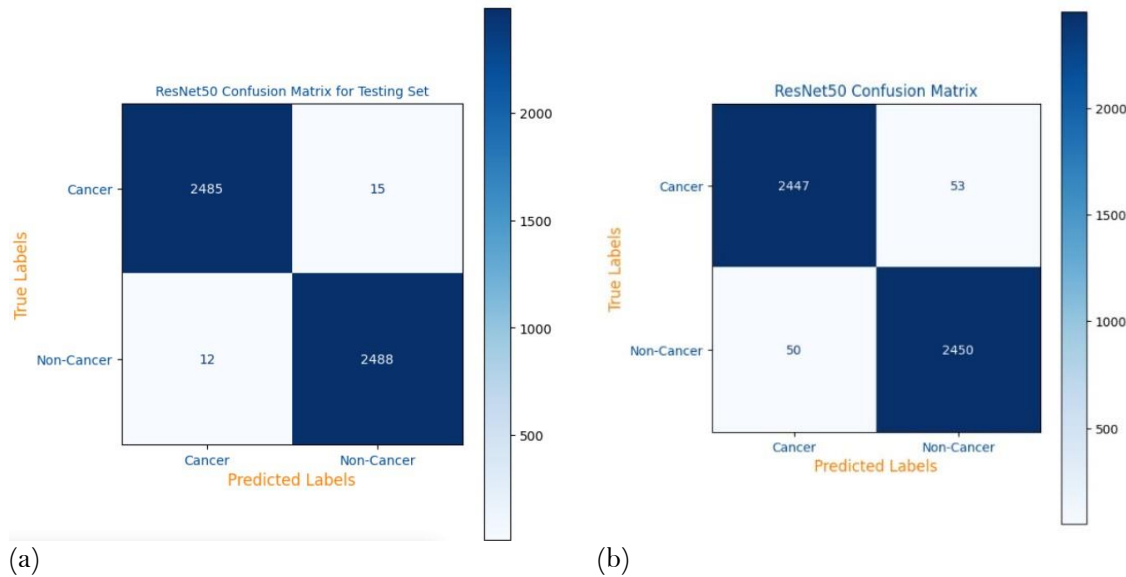 ResNet50 Confusion Matrix for Testing Set
Cancer
2485
15
Non-Cancer
12
2488
Cancer
Non-Cancer
True Labels
Predicted Labels
2000
1500
1000
500
(a)
ResNet50 Confusion Matrix
Cancer
2447
53
Non-Cancer
50
2450
Cancer
Non-Cancer
True Labels
Predicted Labels
2000
1500
1000
500
(b)